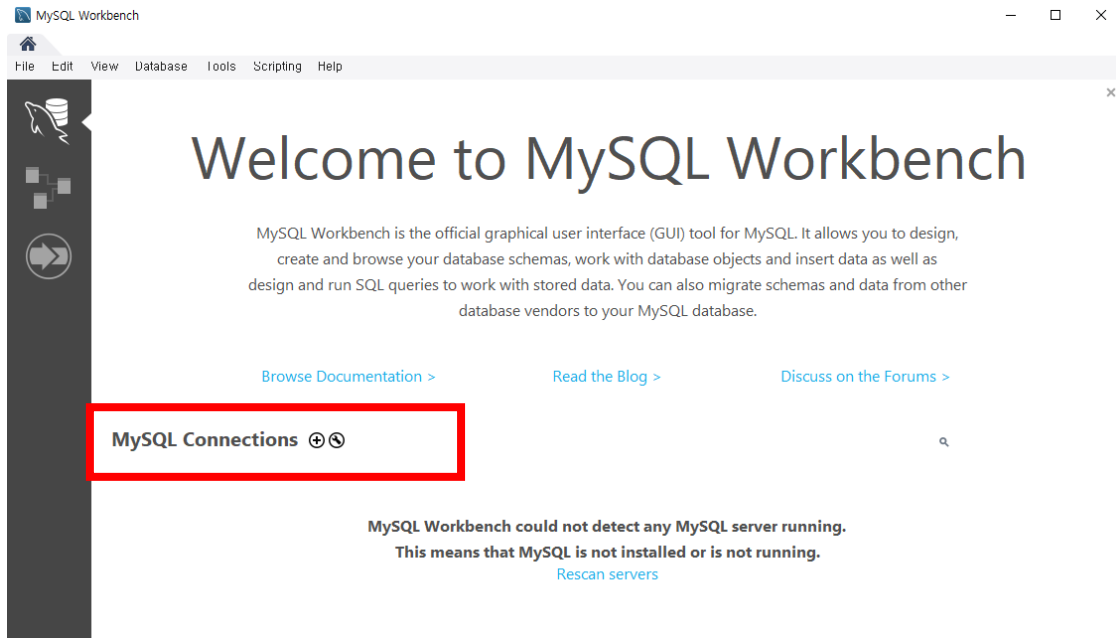 MySQL Workbench
File Edit View Database Tools Scripting Help
Welcome to MySQL Workbench
MySQL Workbench is the official graphical user interface (GUI) tool for MySQL. It allows you to design,
create and browse your database schemas, work with database objects and insert data as well as
design and run SQL queries to work with stored data. You can also migrate schemas and data from other
database vendors to your MySQL database.
Browse Documentation > Read the Blog > Discuss on the Forums >
MySQL Connections
MySQL Workbench could not detect any MySQL server running.
This means that MySQL is not installed or is not running.
Rescan servers